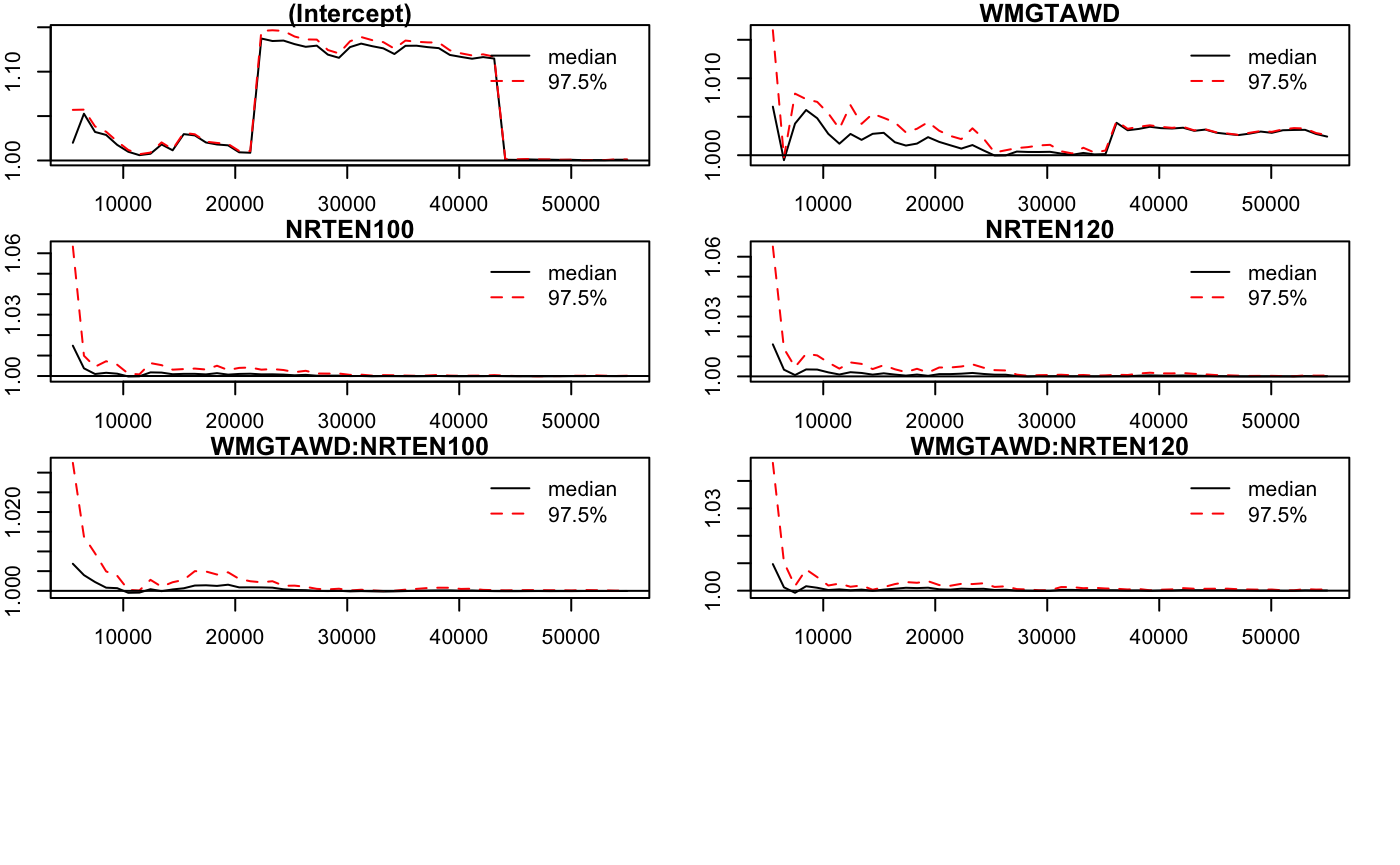 (Intercept)
1.00 1.10
median
97.5%
10000 20000 30000 40000 50000
WMGTAWD
1.000 1.010
median
97.5%
10000 20000 30000 40000 50000
NRTEN100
1.00 1.03 1.06
median
97.5%
10000 20000 30000 40000 50000
NRTEN120
1.00 1.03 1.06
median
97.5%
10000 20000 30000 40000 50000
WMGTAWD:NRTEN100
1.000 1.020
median
97.5%
10000 20000 30000 40000 50000
WMGTAWD:NRTEN120
1.00 1.03
median
97.5%
10000 20000 30000 40000 50000